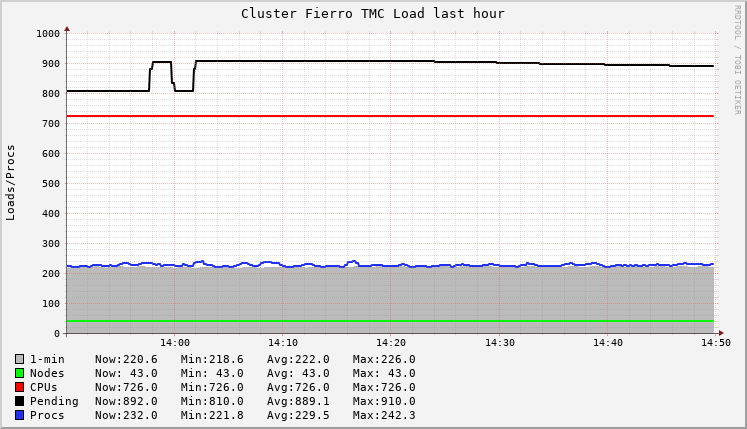 Cluster Fierro TMC Load last hour
RRDTOOL / TOBI OETIKER
Loads/Procs
1000
900
800
700
600
500
400
300
200
100
0
14:00 14:10 14:20 14:30 14:40 14:50
1-min Now:220.6 Min:218.6 Avg:222.0 Max:226.0
Nodes Now: 43.0 Min: 43.0 Avg: 43.0 Max: 43.0
CPUs Now:726.0 Min:726.0 Avg:726.0 Max:726.0
Pending Now:892.0 Min:810.0 Avg:889.1 Max:910.0
Procs Now:232.0 Min:221.8 Avg:229.5 Max:242.3